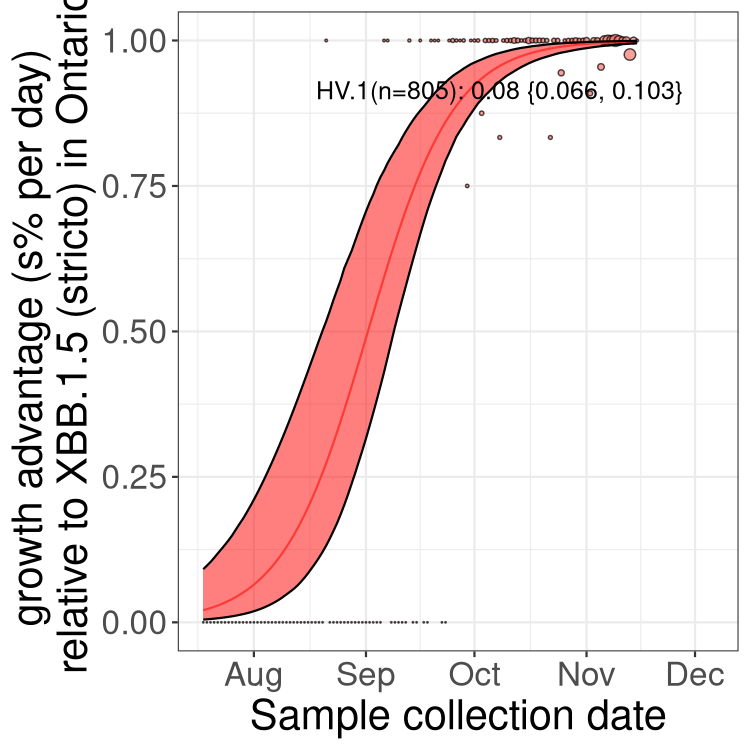 growth advantage (s% per day)
relative to XBB.1.5 (stricto) in Ontario
1.00
0.75
0.50
0.25
0.00
HV.1(n=805): 0.08 {0.066, 0.103}
Aug Sep Oct Nov Dec
Sample collection date